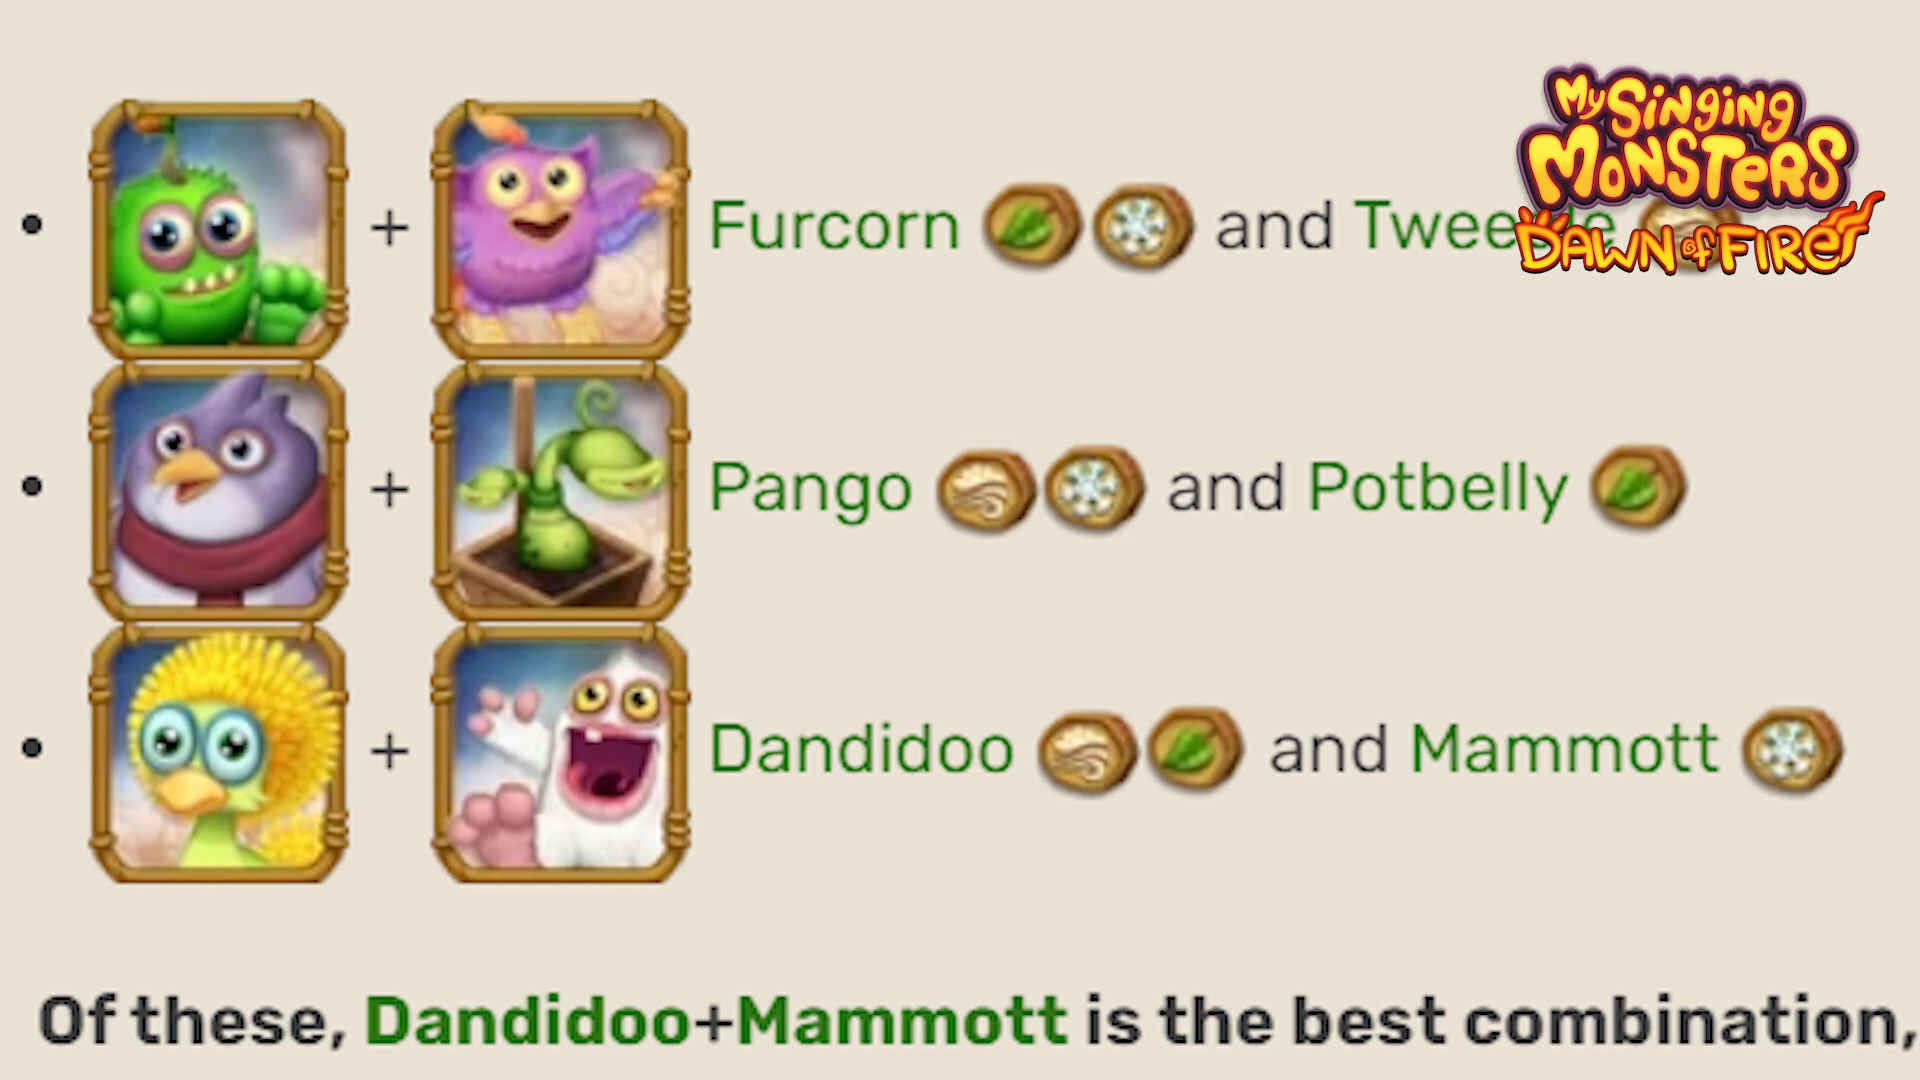 My Singing
Monsters
Dawn of Fire
+ Furcorn and
+ Pango and Potbelly
+ Dandidoo and Mammott
Of these, Dandidoo+Mammott is the best combination,